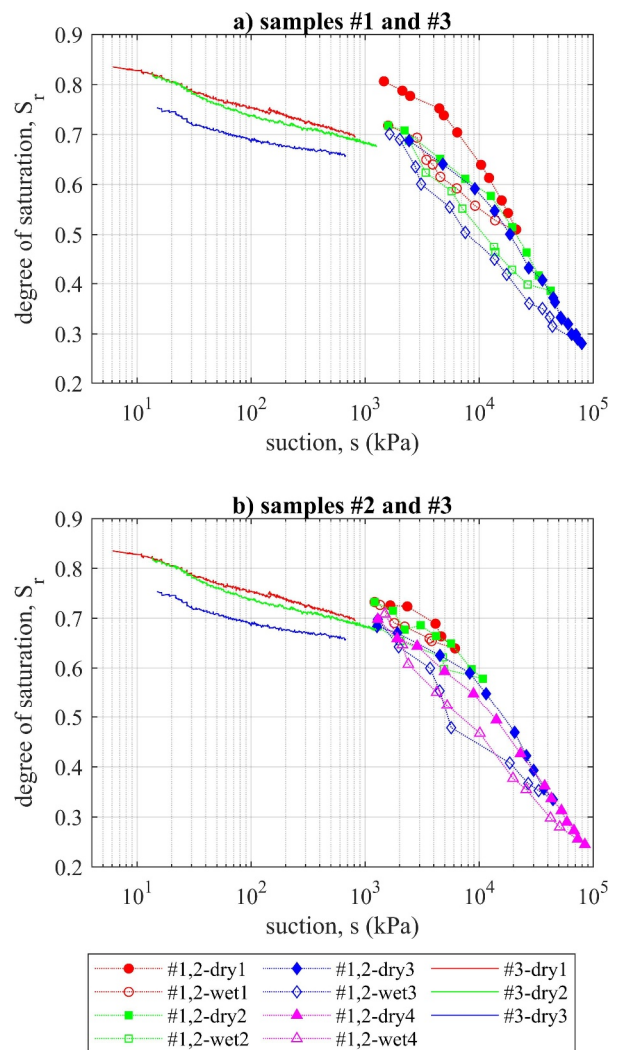 a) samples #1 and #3
0.9
0.8
0.7
0.6
0.5
0.4
0.3
0.2
degree of saturation, S_r
10^1 10^2 10^3 10^4 10^5
suction, s (kPa)
b) samples #2 and #3
0.9
0.8
0.7
0.6
0.5
0.4
0.3
0.2
degree of saturation, S_r
10^1 10^2 10^3 10^4 10^5
suction, s (kPa)
#1,2-dry1 #1,2-dry3 #3-dry1
#1,2-wet1 #1,2-wet3 #3-dry2
#1,2-dry2 #1,2-dry4 #3-dry3
#1,2-wet2 #1,2-wet4